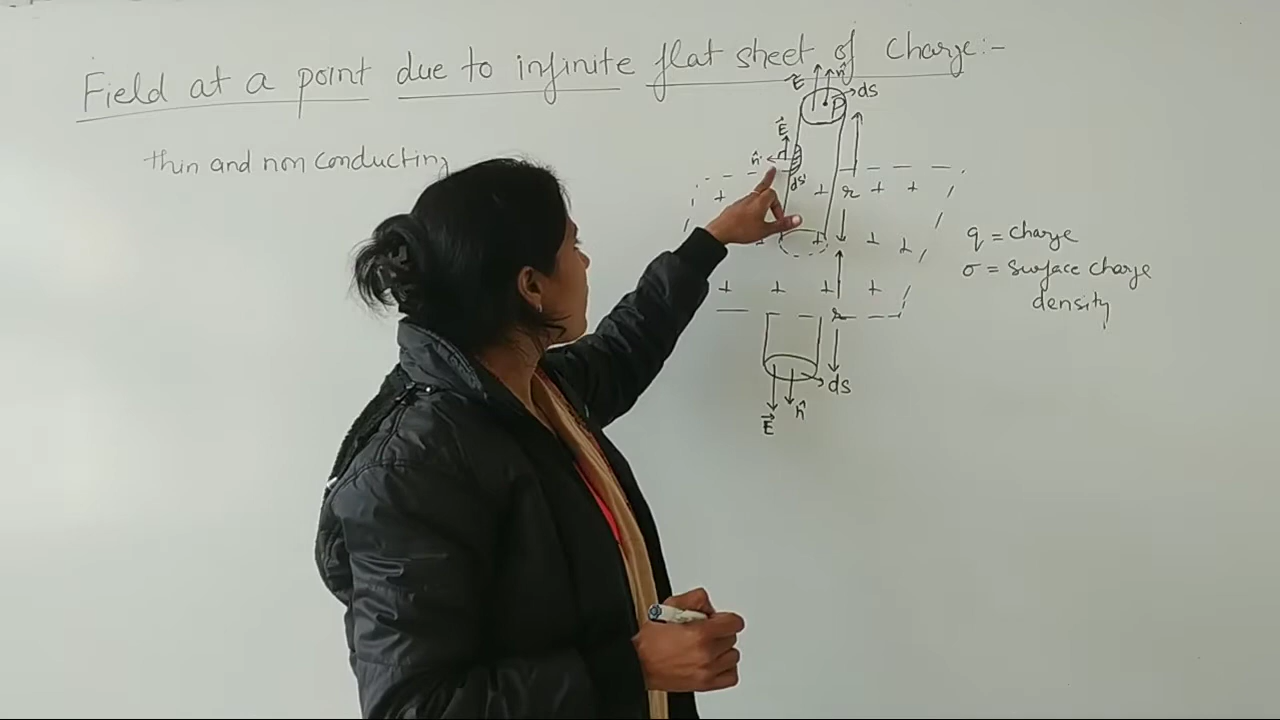 Field at a point due to infinite flat sheet of Charge:-
thin and non conducting
E n̂
P ds
E⃗
n̂
ds'
+ + r + +
+ + + +
+ + + +
r
ds
E⃗ n̂
q = charge
σ = surface charge
density